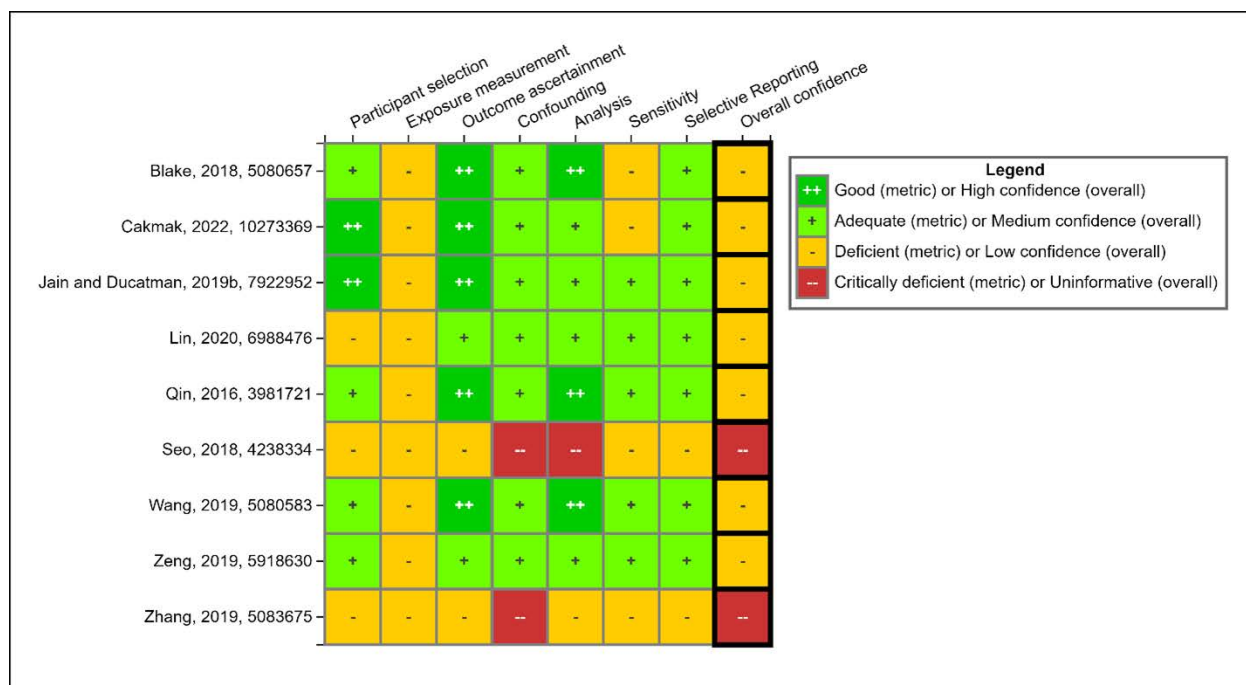 Participant selection
Exposure measurement
Outcome ascertainment
Confounding
Analysis
Sensitivity
Selective Reporting
Overall confidence
Blake, 2018, 5080657 + - ++ + ++ - + -
Cakmak, 2022, 10273369 ++ - ++ + + - + -
Jain and Ducatman, 2019b, 7922952 ++ - ++ + + + + -
Lin, 2020, 6988476 - - + + + + + -
Qin, 2016, 3981721 + - ++ + ++ + + -
Seo, 2018, 4238334 - - - -- -- - - --
Wang, 2019, 5080583 + - ++ + ++ + + -
Zeng, 2019, 5918630 + - + + + + + -
Zhang, 2019, 5083675 - - - -- - - - --
Legend
++ Good (metric) or High confidence (overall)
+ Adequate (metric) or Medium confidence (overall)
- Deficient (metric) or Low confidence (overall)
-- Critically deficient (metric) or Uninformative (overall)